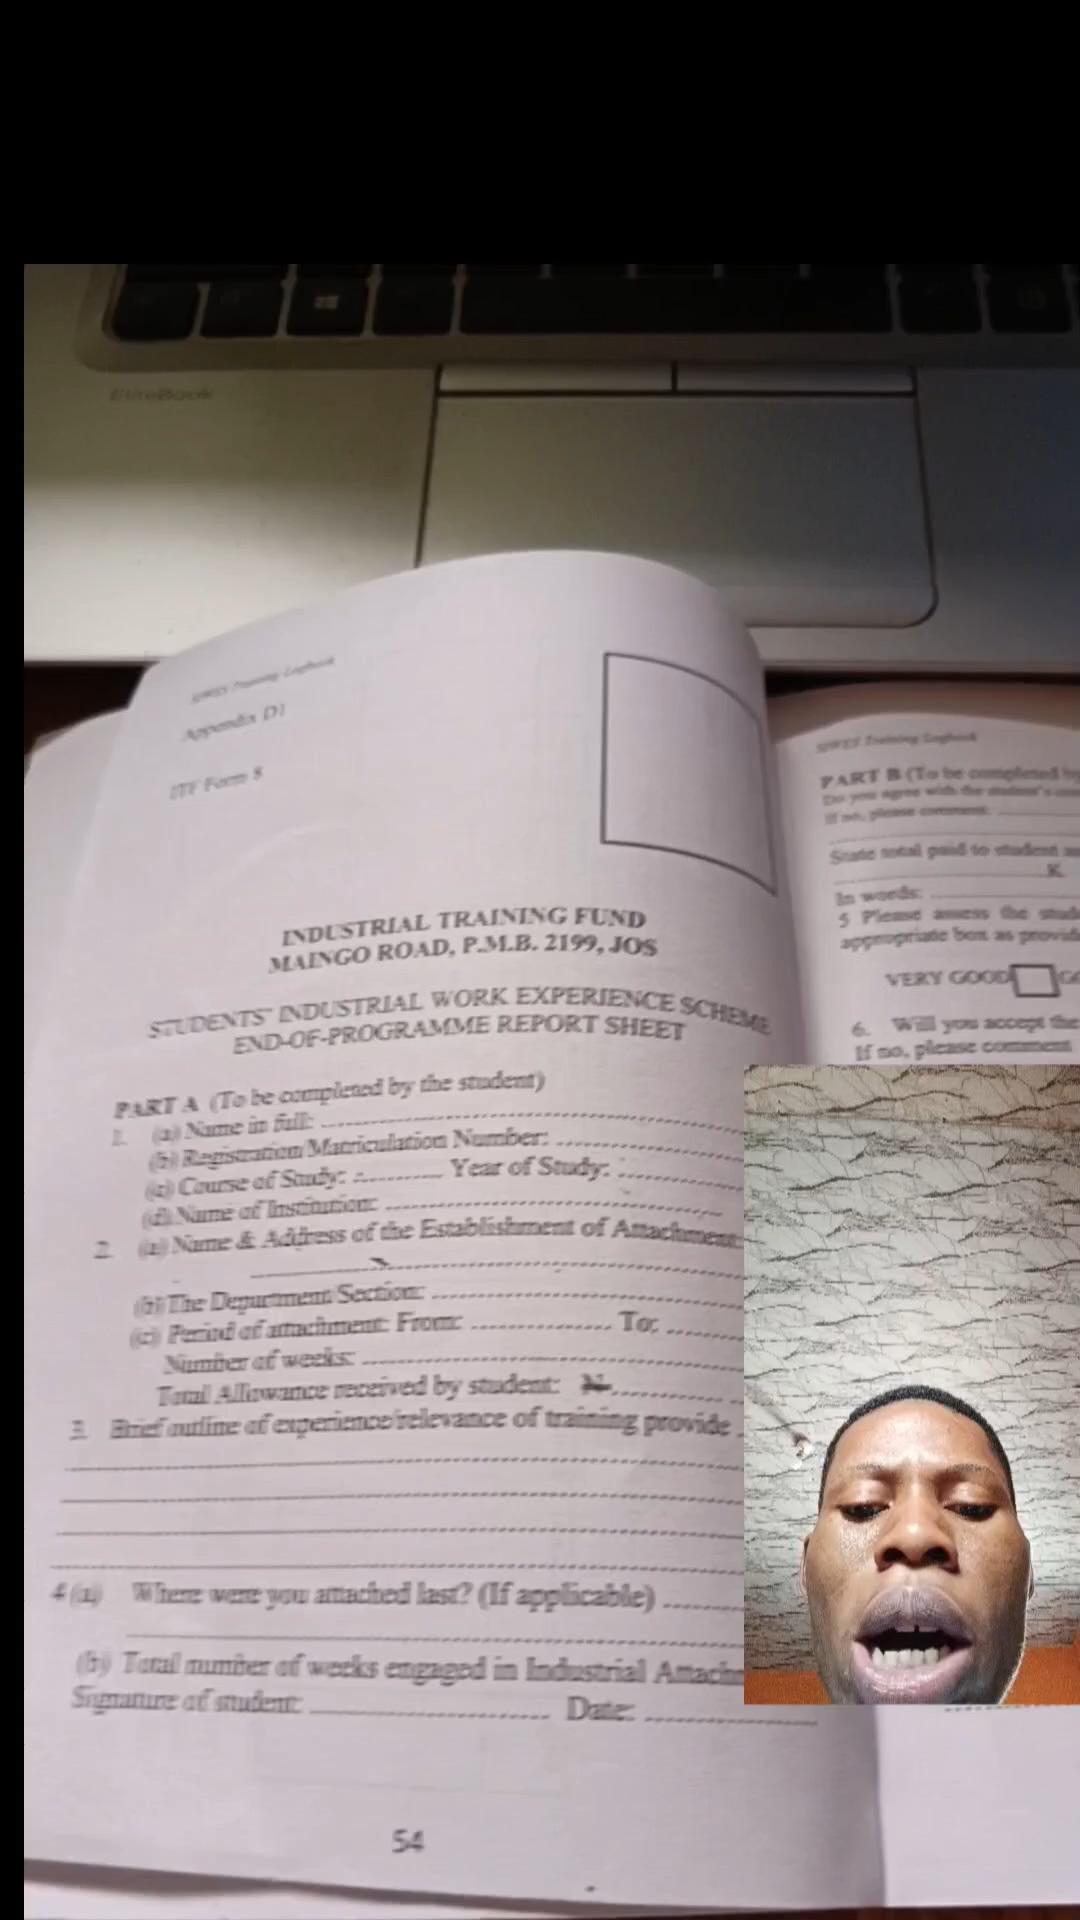 EliteBook
SIWES Training Logbook
Appendix D1
ITF Form 8
INDUSTRIAL TRAINING FUND
MAINGO ROAD, P.M.B. 2199, JOS
STUDENTS' INDUSTRIAL WORK EXPERIENCE SCHEME
END-OF-PROGRAMME REPORT SHEET
PART A (To be completed by the student)
1. (a) Name in full:
(b) Registration/Matriculation Number:
(c) Course of Study: Year of Study:
(d) Name of Institution:
2. (a) Name & Address of the Establishment of Attachment:
(b) The Department/Section:
(c) Period of attachment: From: To:
Number of weeks:
Total Allowance received by student: N
3. Brief outline of experience/relevance of training provide
4 (a) Where were you attached last? (If applicable)
(b) Total number of weeks engaged in Industrial Attachm
Signature of student: Date:
54
SIWES Training Logbook
PART B (To be completed by
Do you agree with the student's
If no, please comment:
State total paid to student
K
In words:
5 Please assess the stud
appropriate box as provid
VERY GOOD GO
6. Will you accept the
If no, please comment